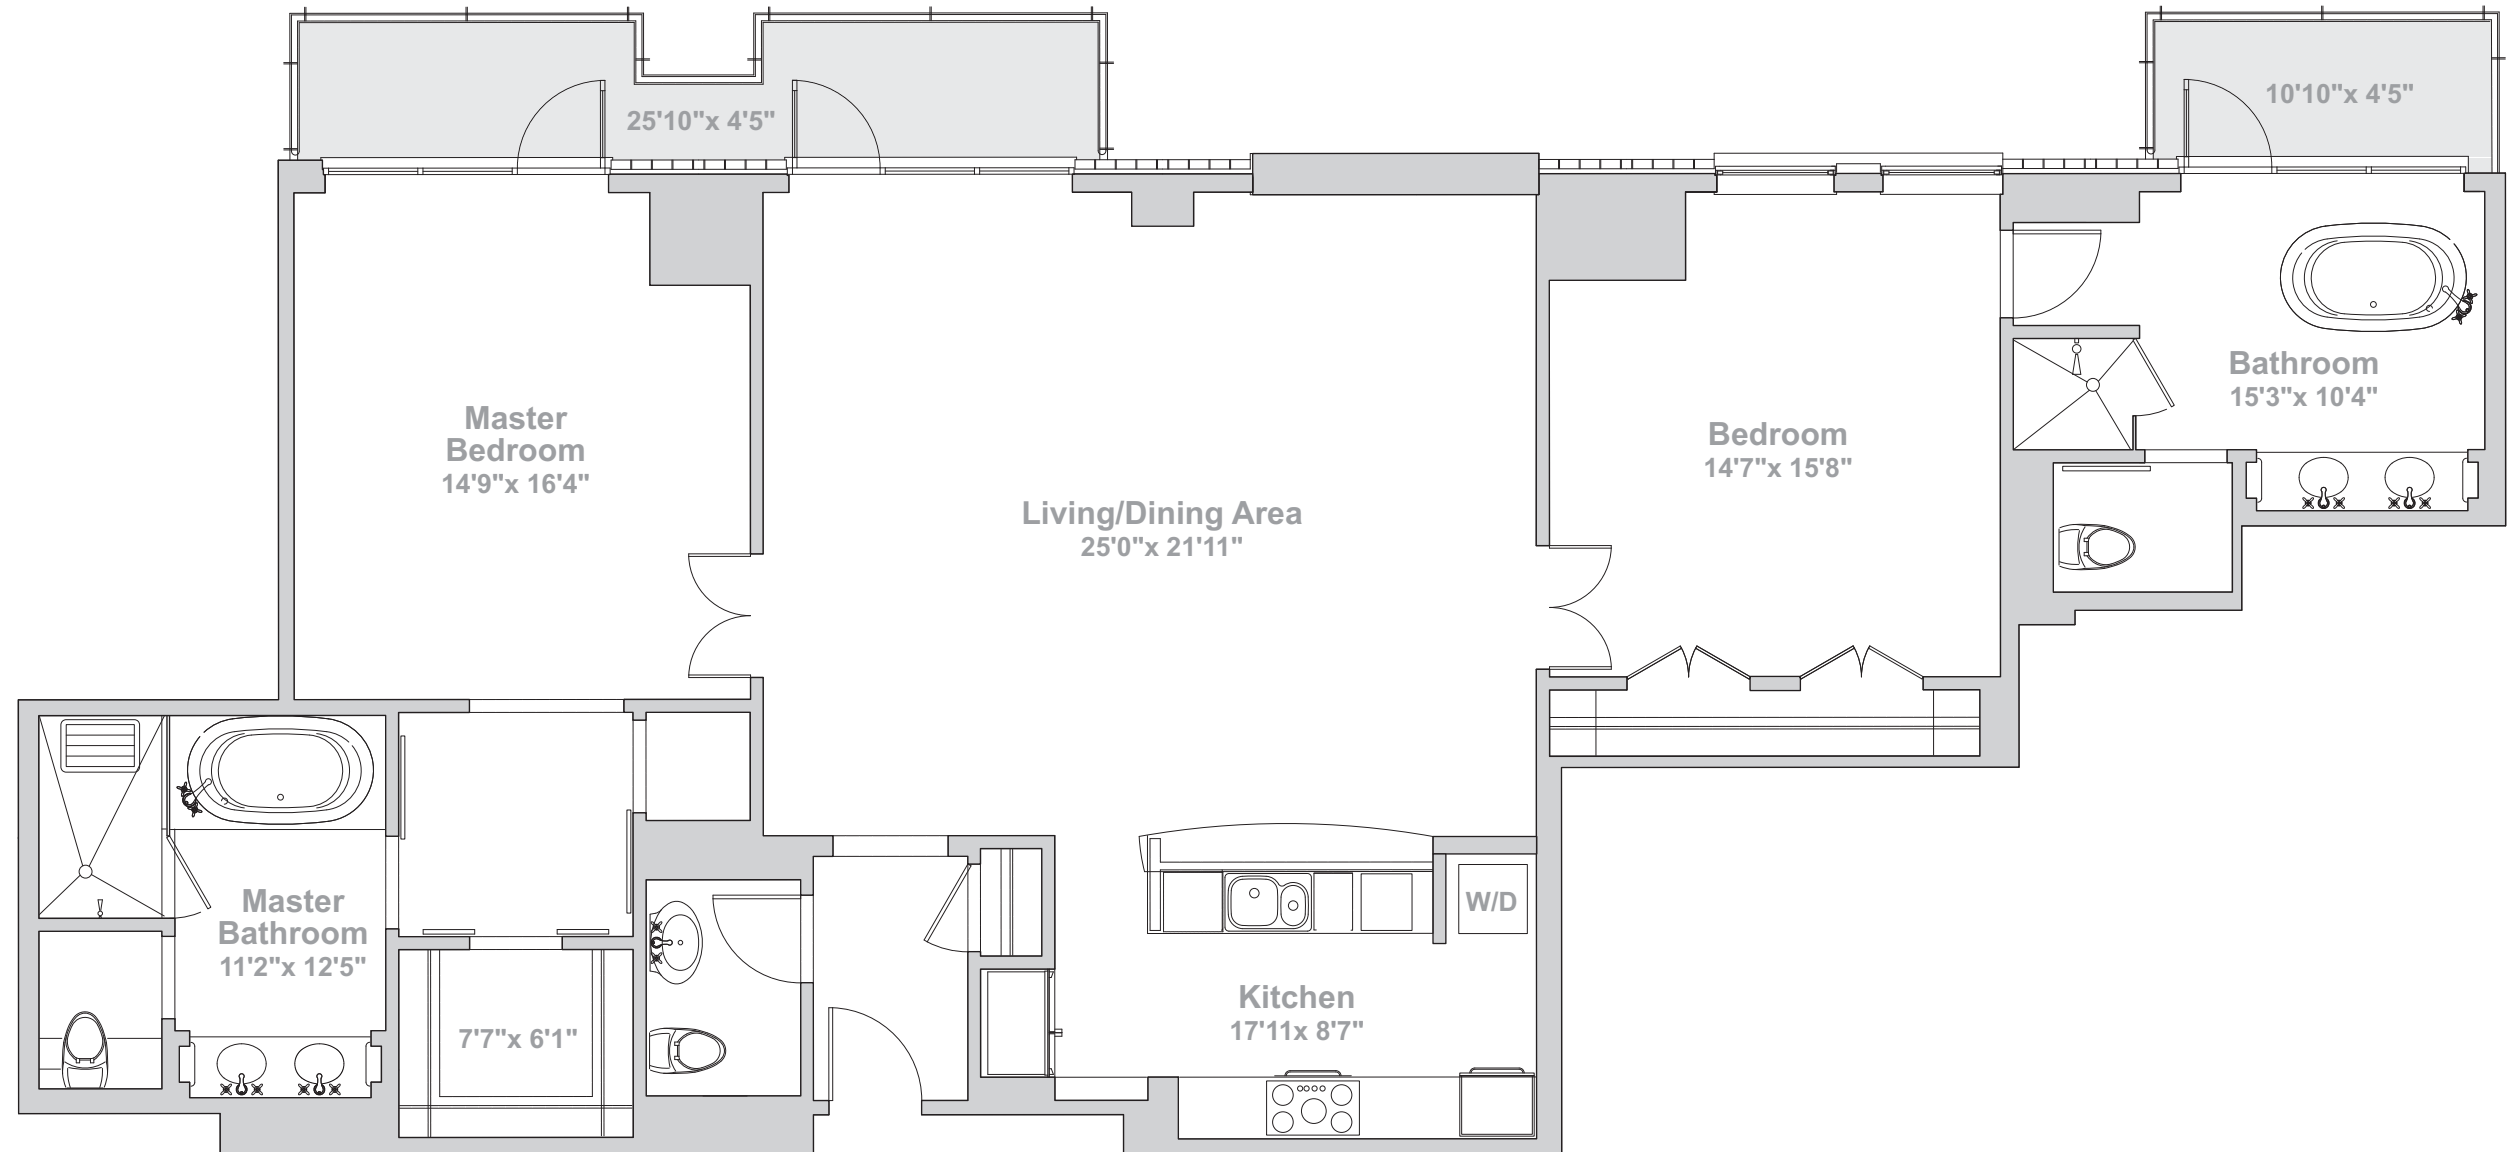 25'10"x 4'5"
10'10"x 4'5"
Master
Bedroom
14'9"x 16'4"
Living/Dining Area
25'0"x 21'11"
Bedroom
14'7"x 15'8"
Bathroom
15'3"x 10'4"
Master
Bathroom
11'2"x 12'5"
7'7"x 6'1"
W/D
Kitchen
17'11x 8'7"